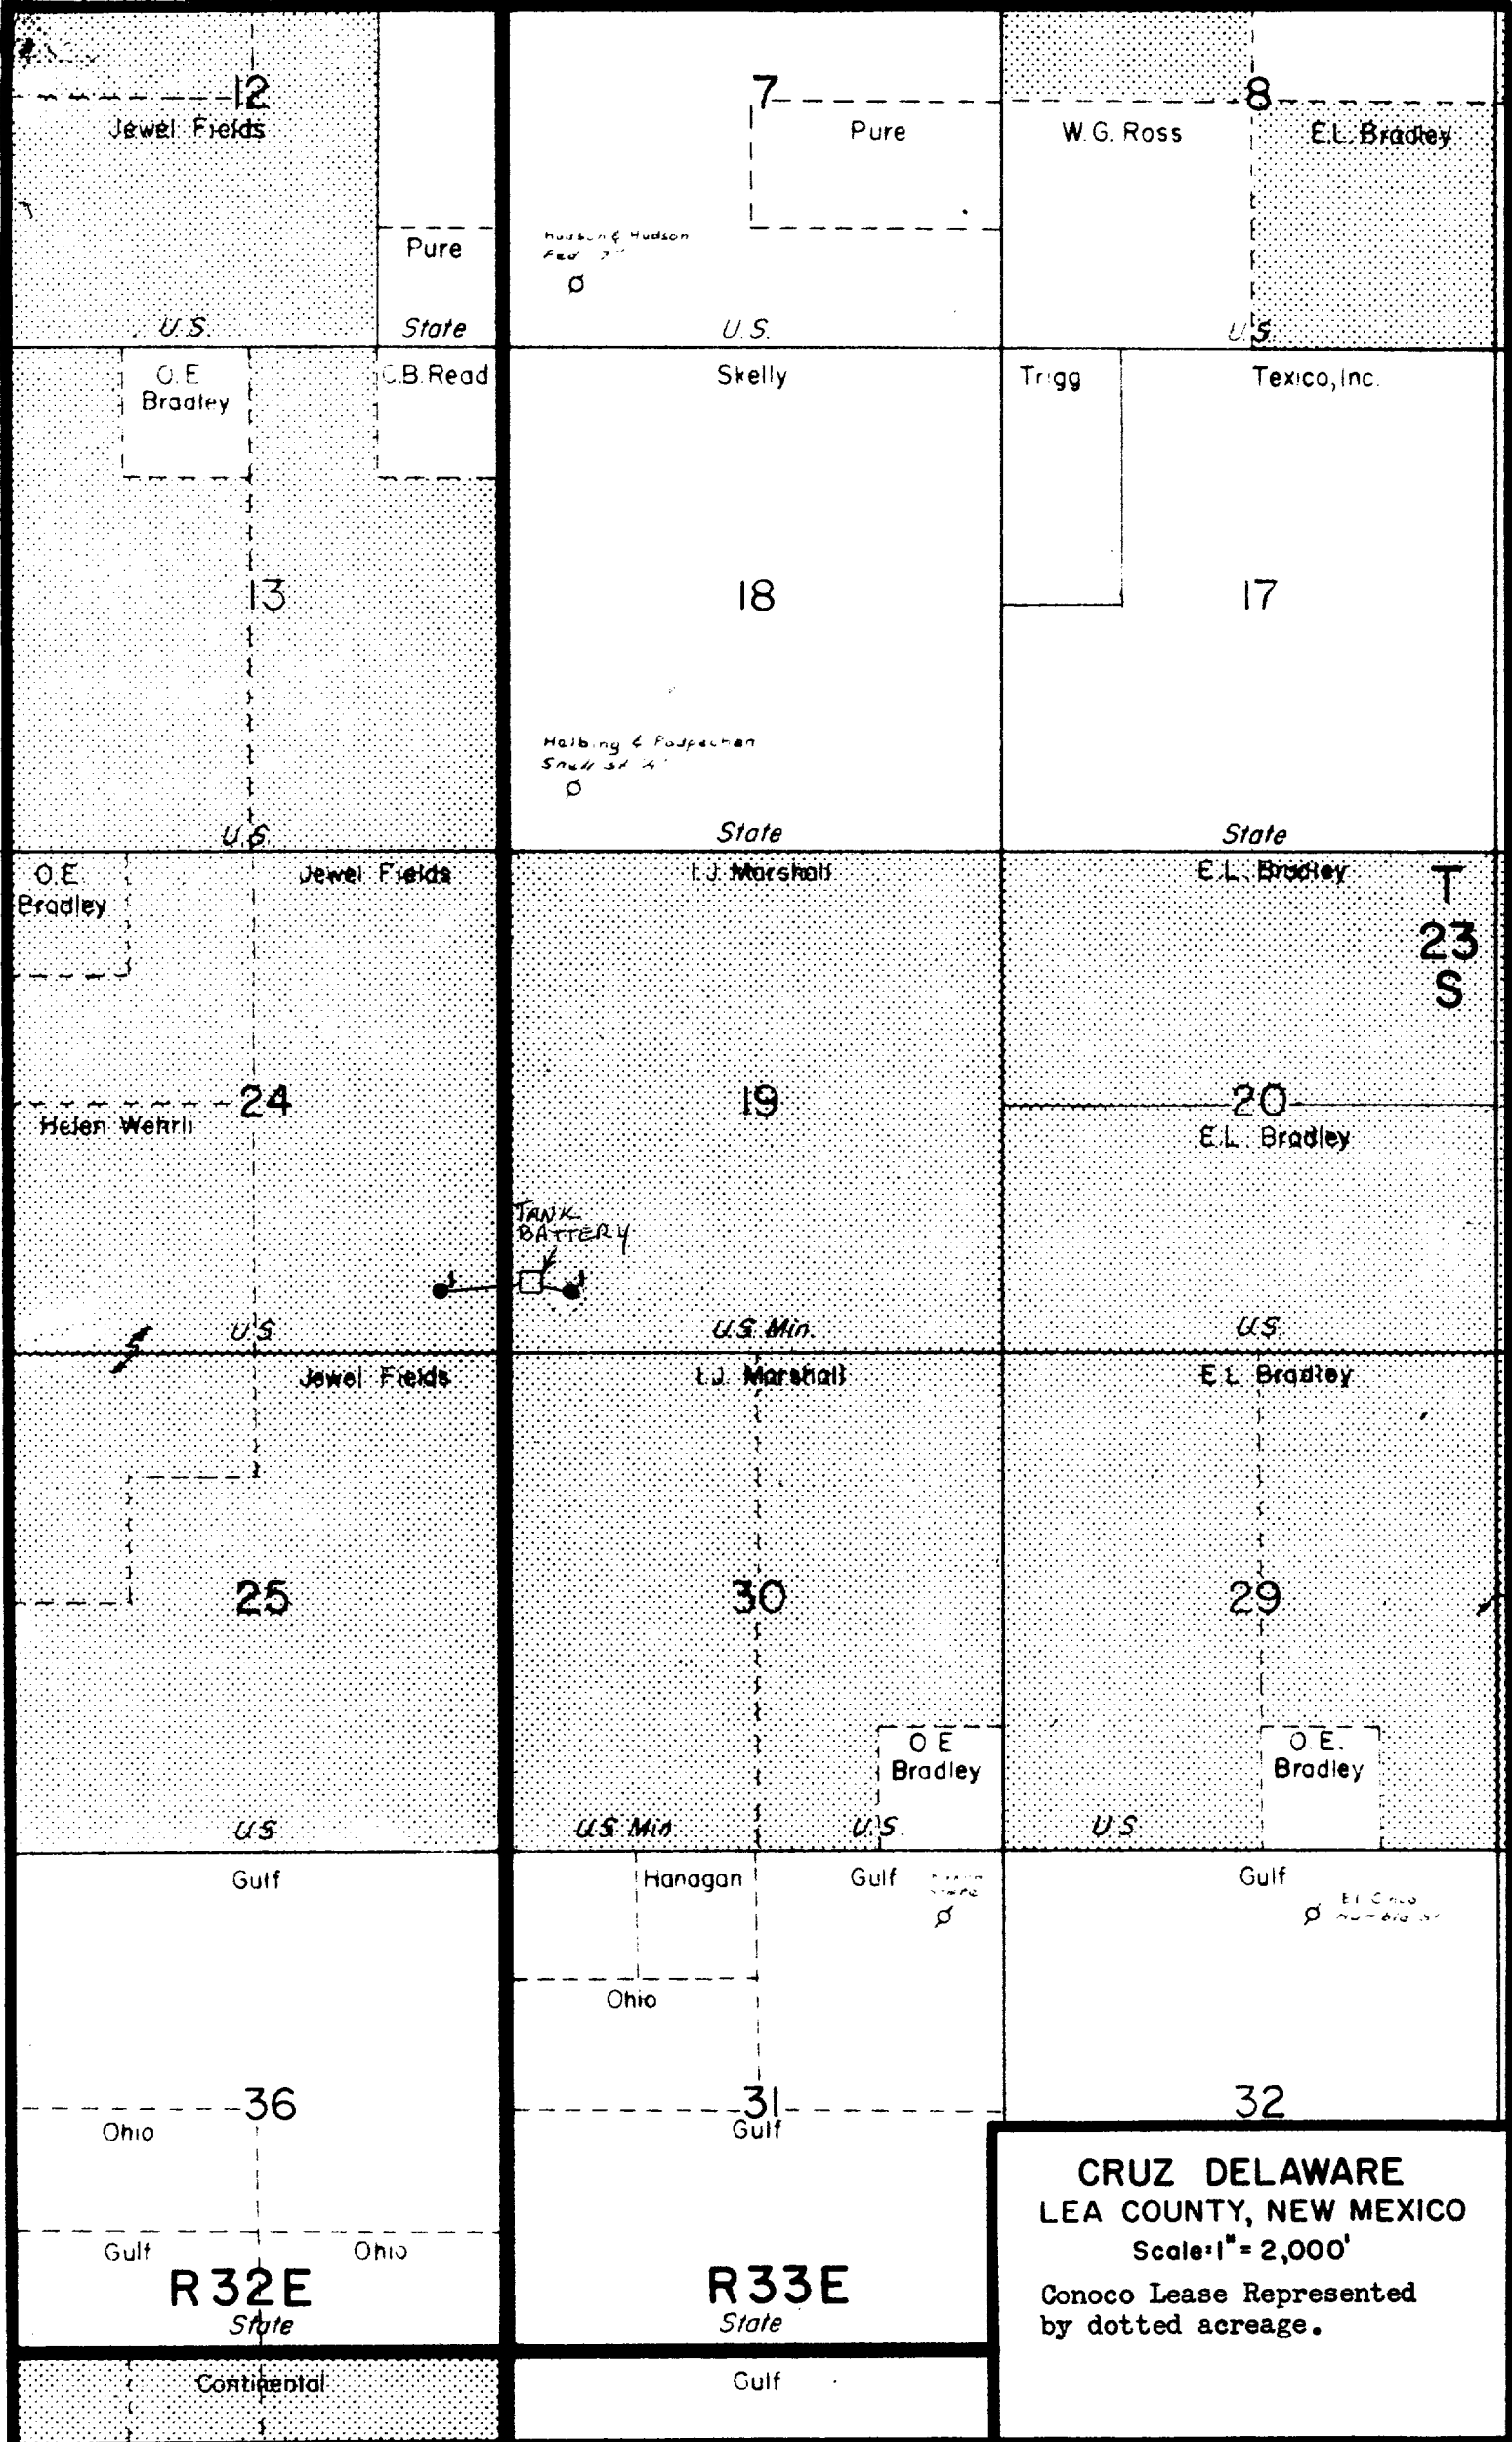 12
Jewel Fields
Pure
U.S.
State
7
Pure
Hudson & Hudson
U.S.
8
W.G. Ross
E.L. Bradley
U.S.
O.E
Bradley
C.B. Read
13
U.S.
Skelly
18
Helbing &
State
Trigg
Texico, Inc.
17
State
O.E
Bradley
Jewel Fields
24
Helen Wehrli
U S
I.J. Marshall
19
TANK
BATTERY
1
1
U.S. Min.
E.L. Bradley
T
23
S
20
E.L. Bradley
U S
Jewel Fields
25
U S
I.J. Marshall
30
O E
Bradley
U.S. Min
U.S.
E L Bradley
29
O E.
Bradley
U S
Gulf
36
Ohio
Gulf
Ohio
R 32E
State
Hanagan
Gulf
Ohio
31
Gulf
R33E
State
Gulf
32
Continental
Gulf
CRUZ DELAWARE
LEA COUNTY, NEW MEXICO
Scale: 1" = 2,000'
Conoco Lease Represented
by dotted acreage.